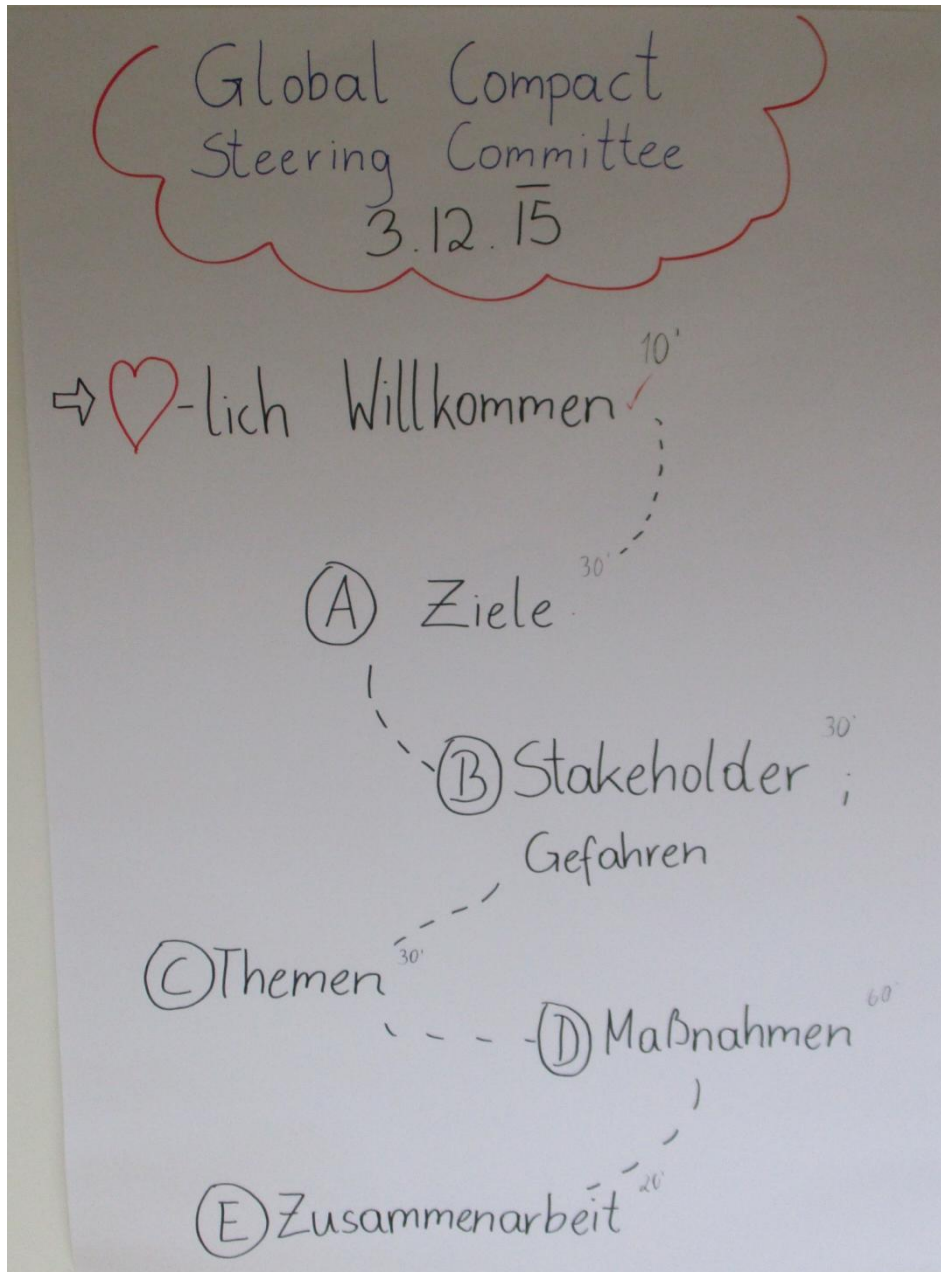 Global Compact
Steering Committee
3.12.15
10'
-lich Willkommen
30'
A Ziele
30'
B Stakeholder
Gefahren
30'
C Themen
60'
D Maßnahmen
20'
E Zusammenarbeit